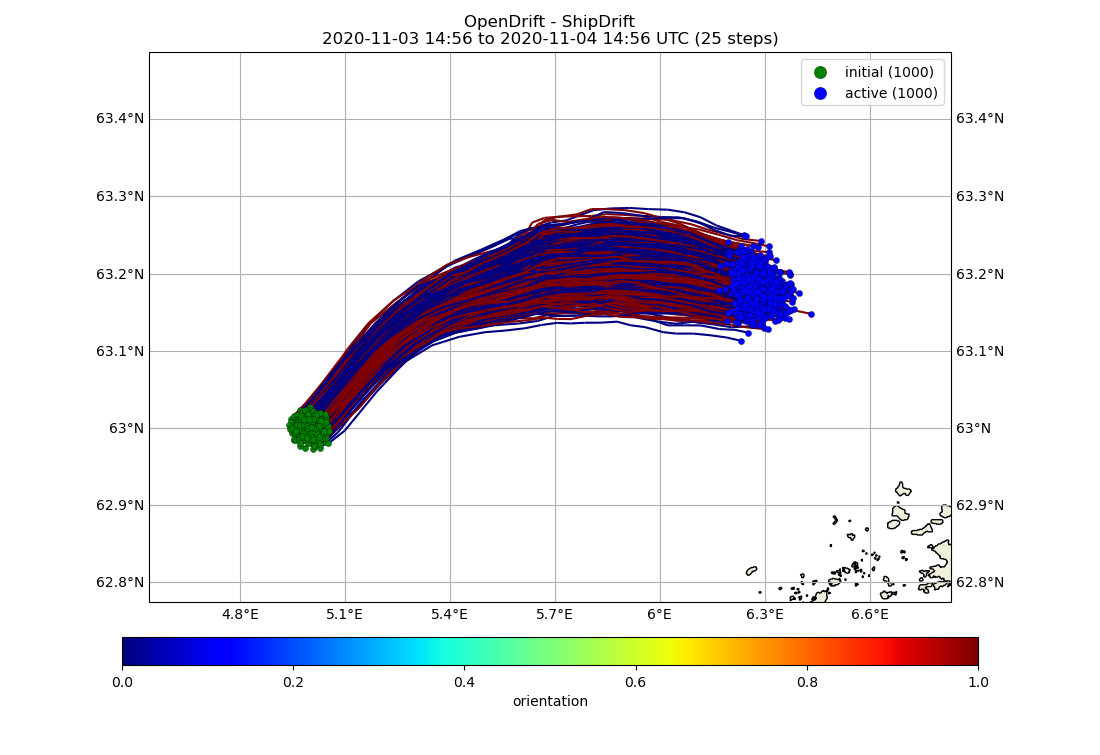 OpenDrift - ShipDrift
2020-11-03 14:56 to 2020-11-04 14:56 UTC (25 steps)
initial (1000)
active (1000)
63.4°N 63.4°N
63.3°N 63.3°N
63.2°N 63.2°N
63.1°N 63.1°N
63°N 63°N
62.9°N 62.9°N
62.8°N 62.8°N
4.8°E 5.1°E 5.4°E 5.7°E 6°E 6.3°E 6.6°E
0.0 0.2 0.4 0.6 0.8 1.0
orientation